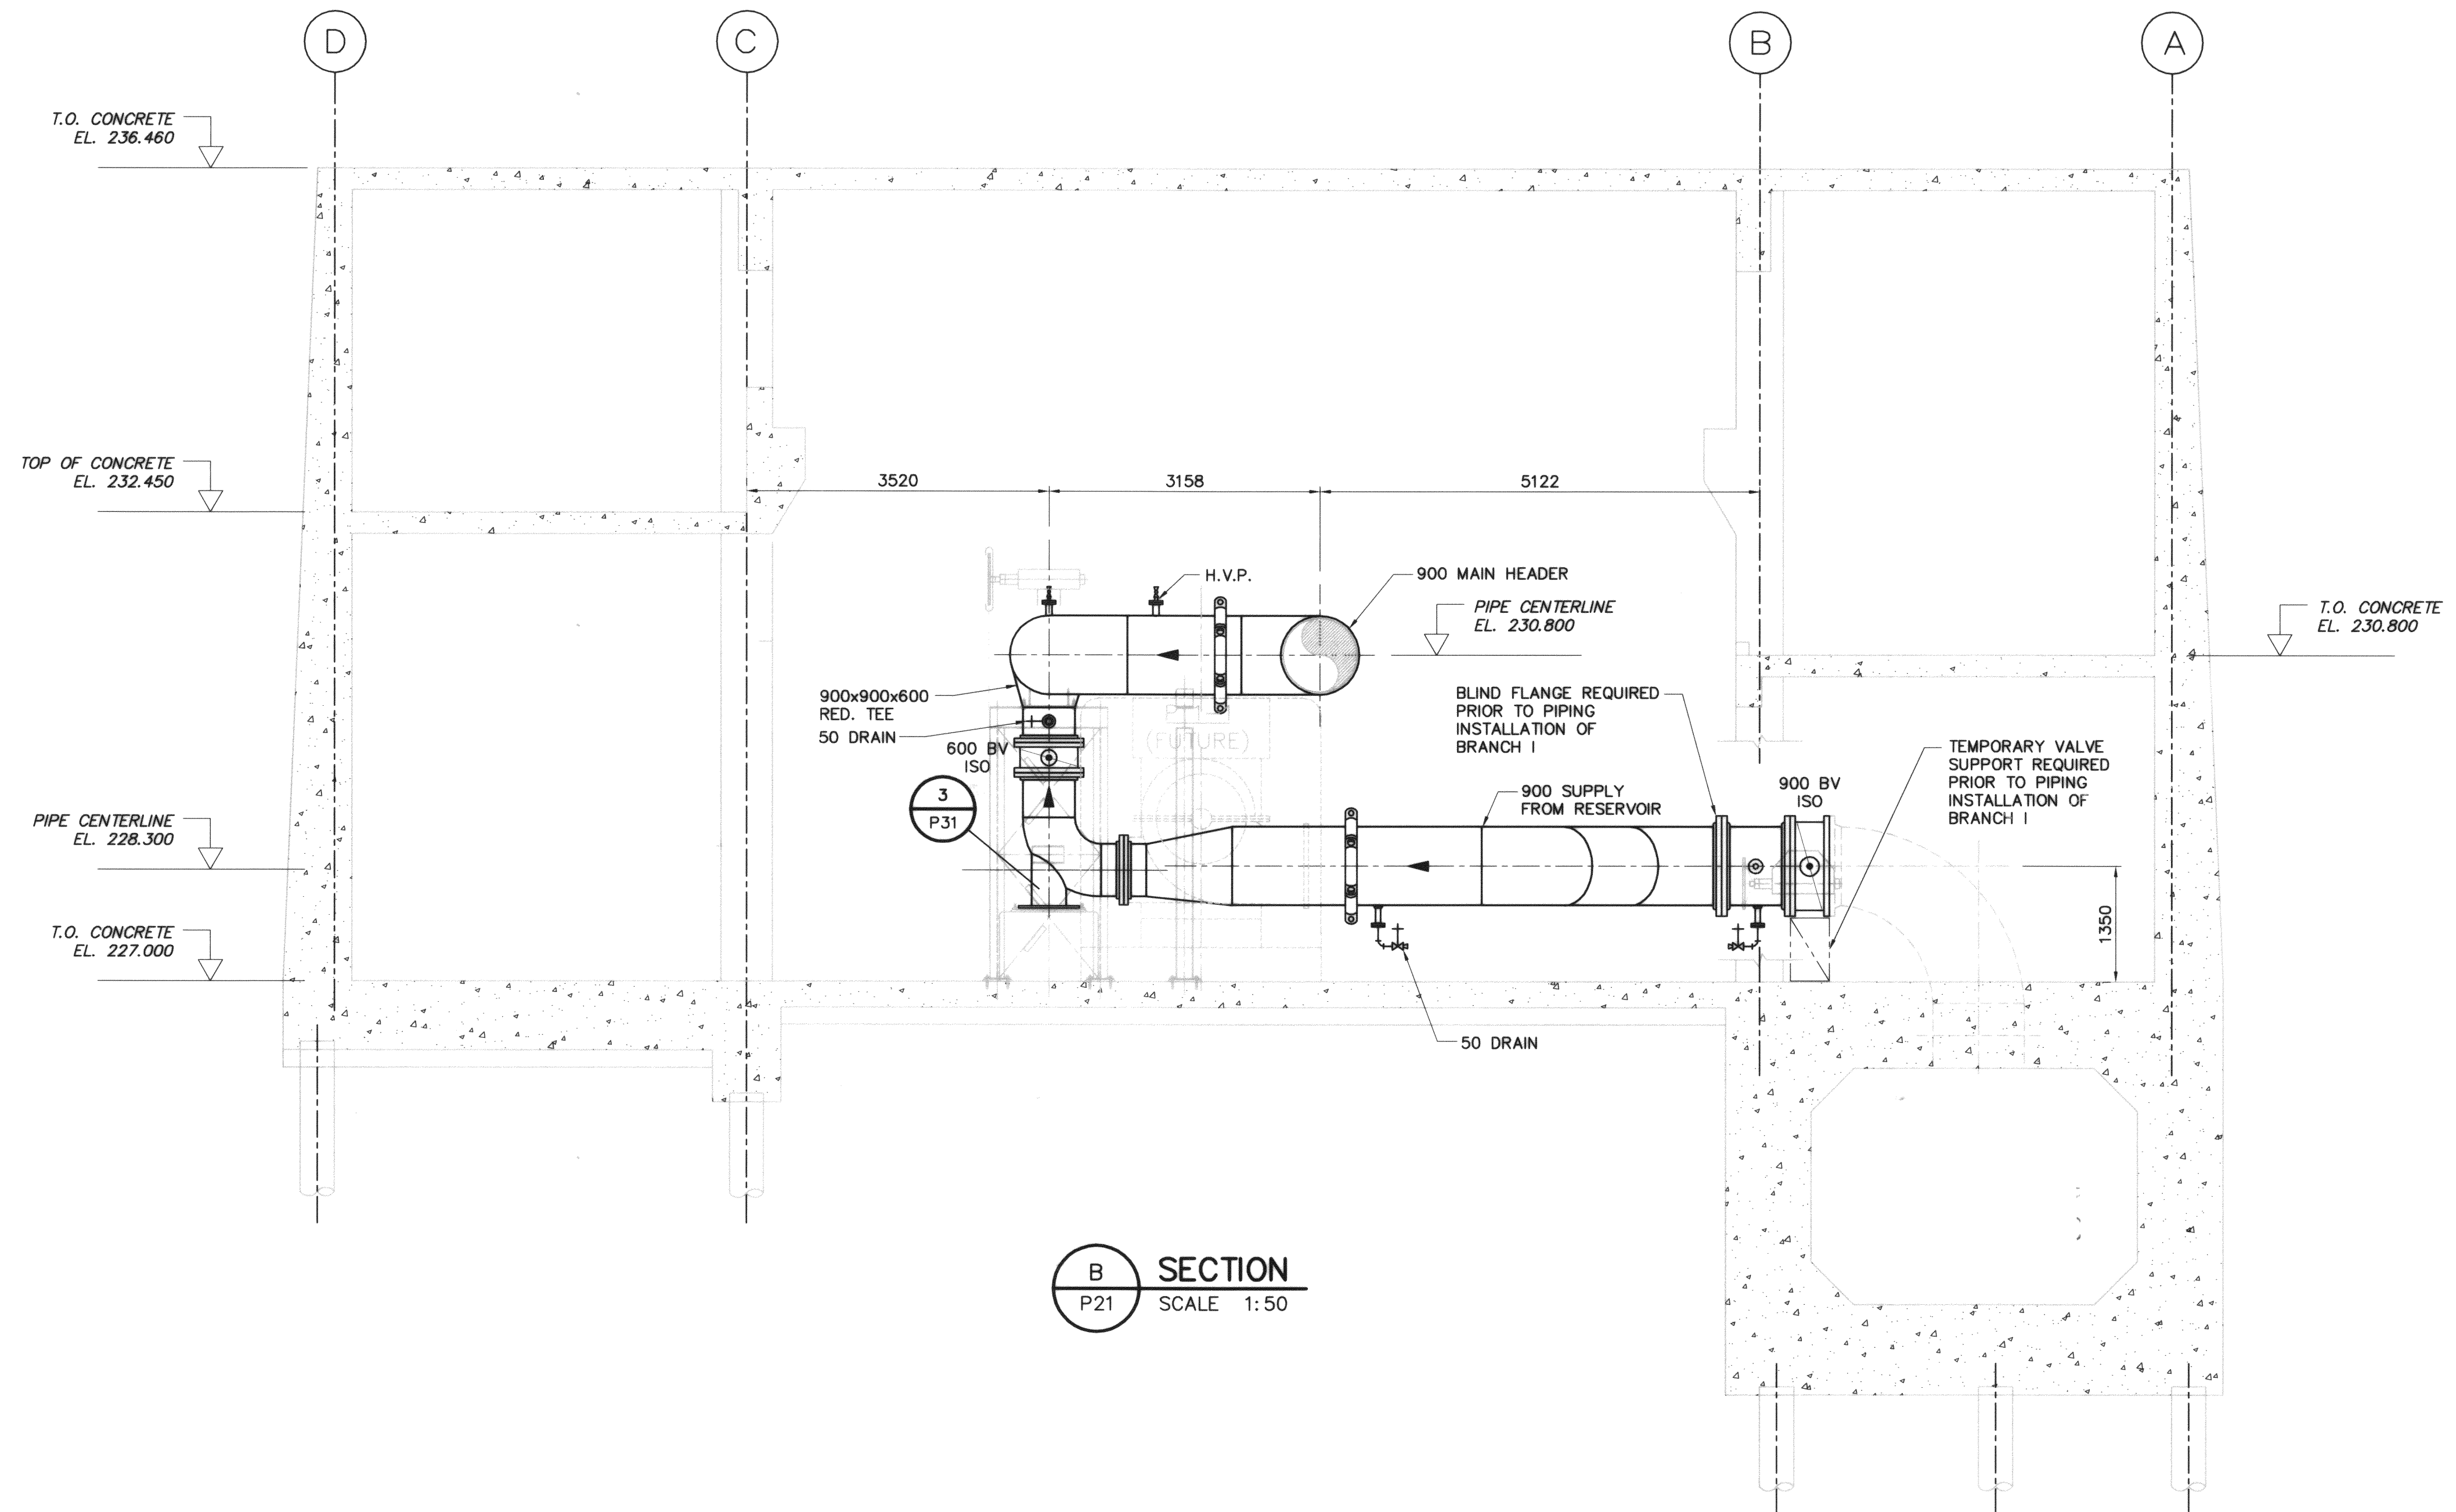 D
C
B
A
T.O. CONCRETE
EL. 236.460
TOP OF CONCRETE
EL. 232.450
3520
3158
5122
H.V.P.
900 MAIN HEADER
PIPE CENTERLINE
EL. 230.800
T.O. CONCRETE
EL. 230.800
900x900x600
RED. TEE
50 DRAIN
600 BV
ISO
(FUTURE)
BLIND FLANGE REQUIRED
PRIOR TO PIPING
INSTALLATION OF
BRANCH I
TEMPORARY VALVE
SUPPORT REQUIRED
PRIOR TO PIPING
INSTALLATION OF
BRANCH I
900 BV
ISO
900 SUPPLY
FROM RESERVOIR
3
P31
PIPE CENTERLINE
EL. 228.300
T.O. CONCRETE
EL. 227.000
1350
50 DRAIN
B
P21
SECTION
SCALE 1:50